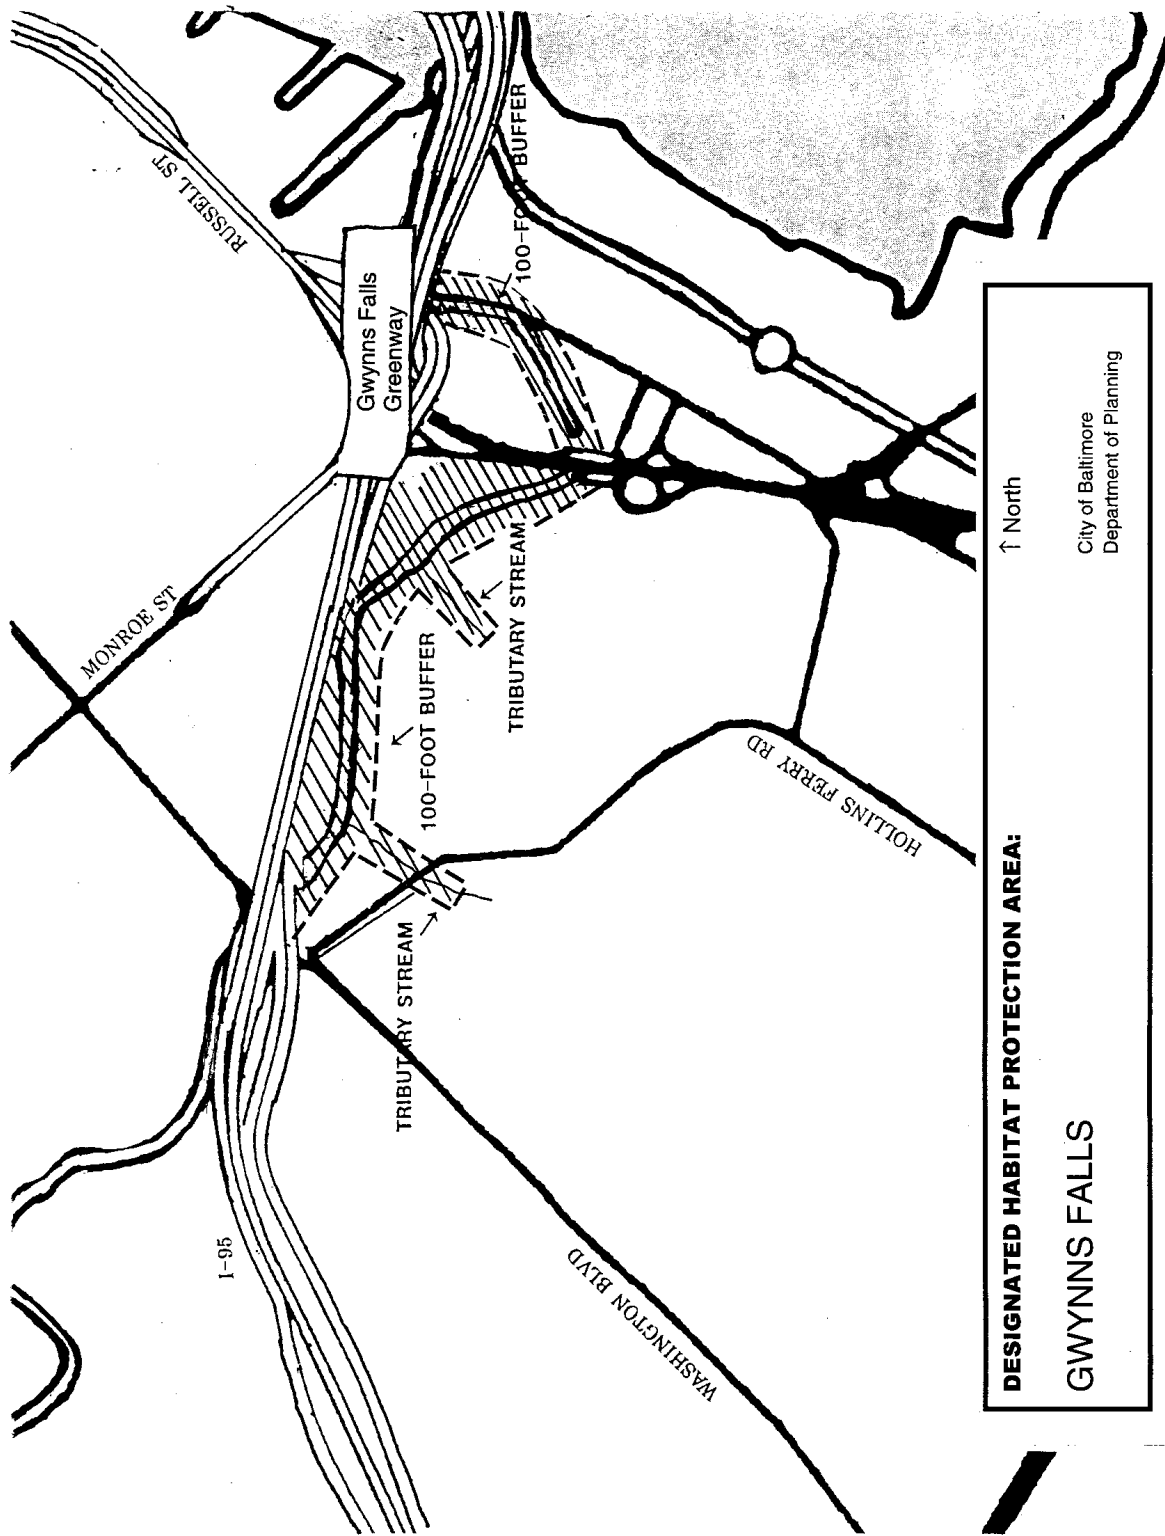 RUSSELL ST
100-FOOT BUFFER
Gwynns Falls
Greenway
MONROE ST
TRIBUTARY STREAM
100-FOOT BUFFER
HOLLINS FERRY RD
TRIBUTARY STREAM
I-95
WASHINGTON BLVD
DESIGNATED HABITAT PROTECTION AREA:
↑ North
GWYNNS FALLS
City of Baltimore
Department of Planning